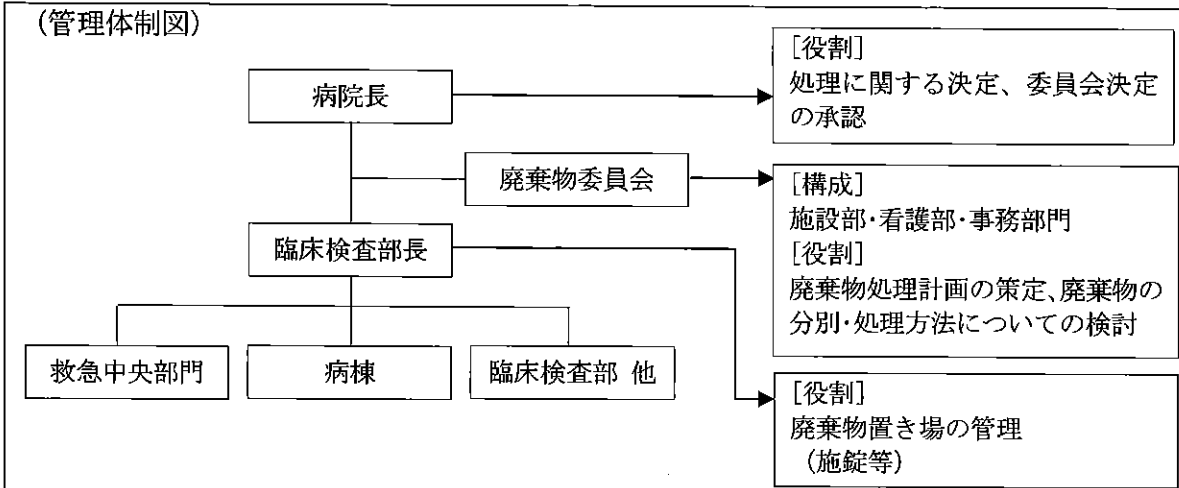 (管理体制図)
病院長
[役割]
処理に関する決定、委員会決定
の承認
廃棄物委員会
[構成]
施設部･看護部･事務部門
[役割]
廃棄物処理計画の策定､廃棄物の
分別･処理方法についての検討
臨床検査部長
救急中央部門
病棟
臨床検査部 他
[役割]
廃棄物置き場の管理
(施錠等)